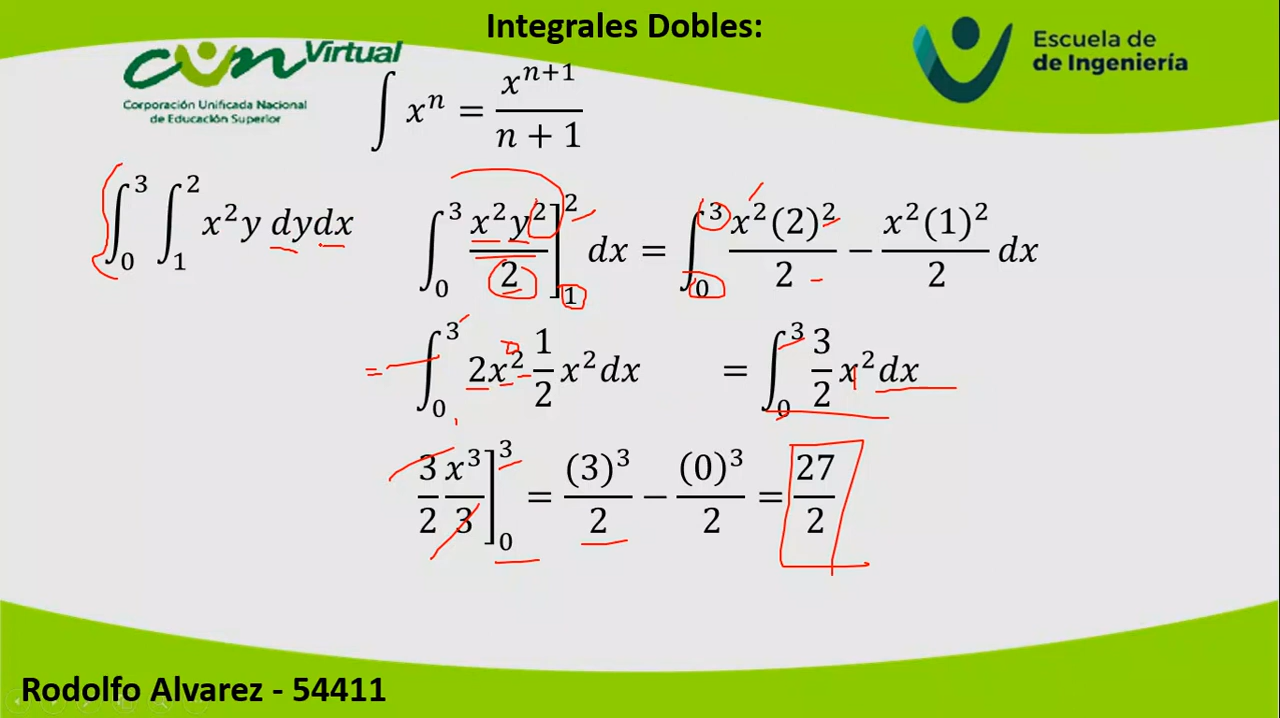 Integrales Dobles:
cun Virtual
Corporación Unificada Nacional
de Educación Superior
Escuela de
de Ingeniería
∫ xⁿ = xⁿ⁺¹ / (n + 1)
∫₀³ ∫₁² x²y dydx
∫₀³ x²y²/2 ]₁² dx = ∫₀³ x²(2)²/2 − x²(1)²/2 dx
= ∫₀³ 2x² 1/2 x² dx = ∫₀³ 3/2 x² dx
3/2 x³/3 ]₀³ = (3)³/2 − (0)³/2 = 27/2
Rodolfo Alvarez - 54411